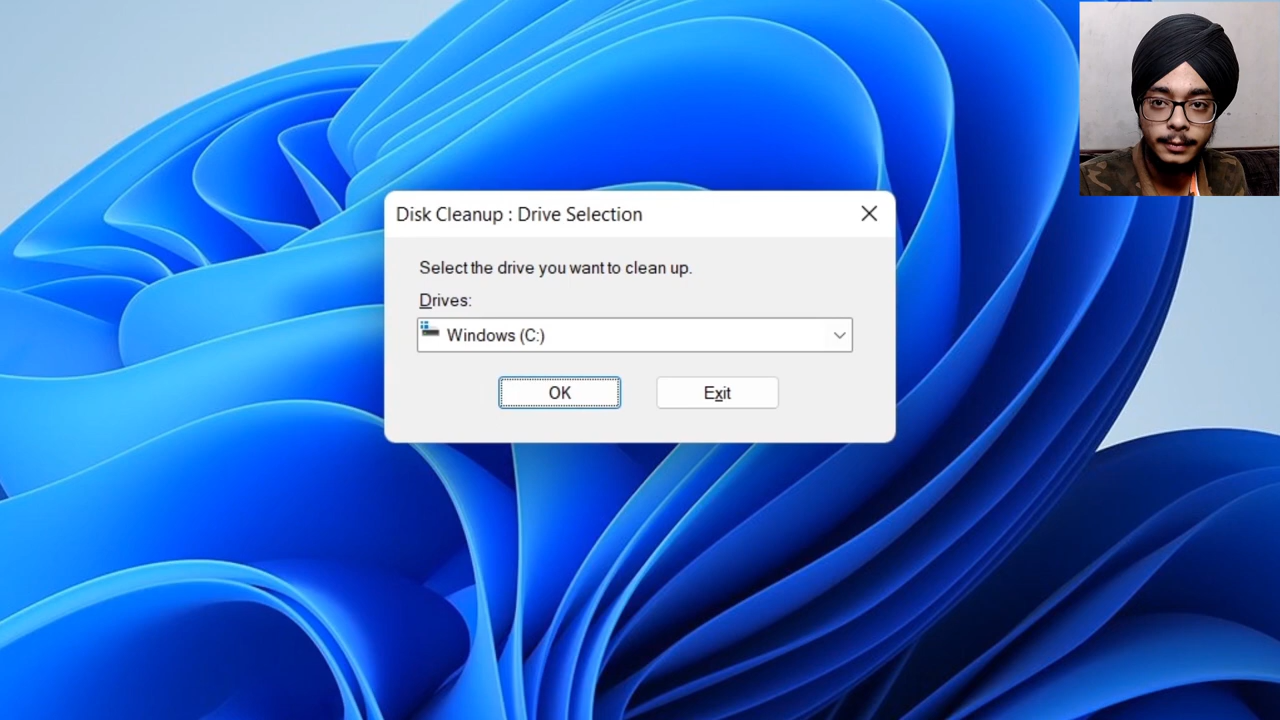 Disk Cleanup : Drive Selection
Select the drive you want to clean up.
Drives:
Windows (C:)
OK Exit